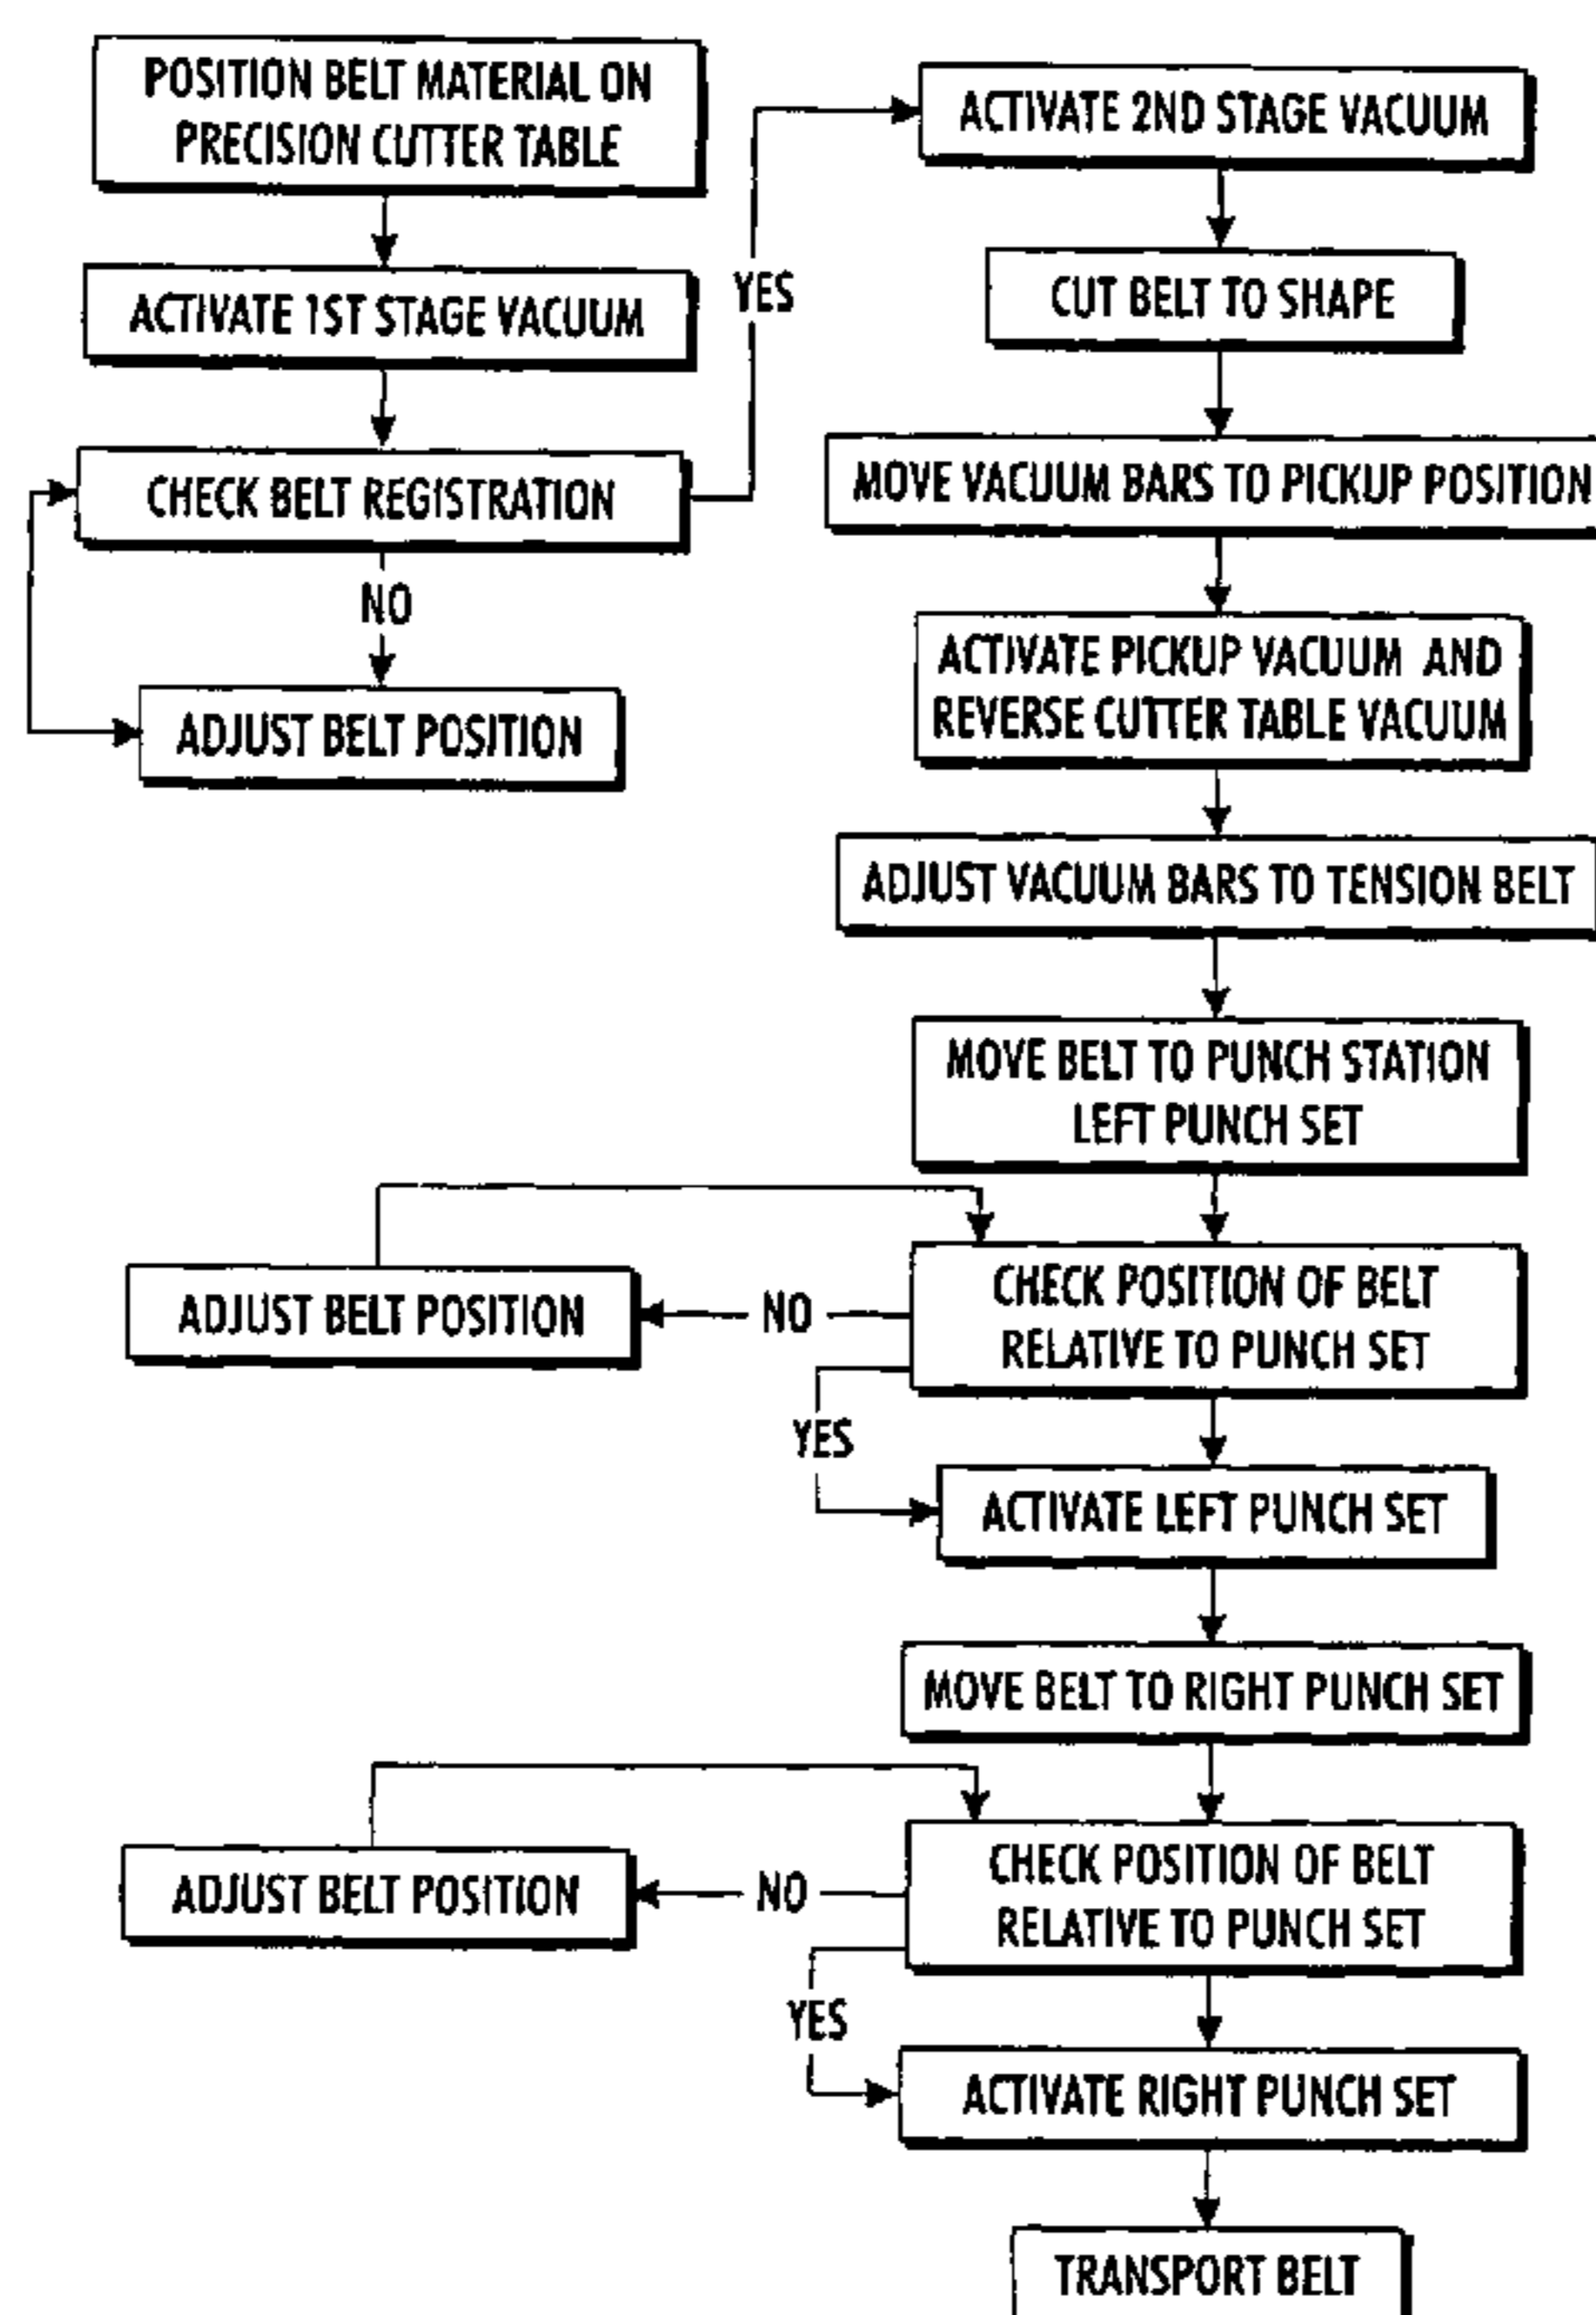 POSITION BELT MATERIAL ON
PRECISION CUTTER TABLE
ACTIVATE 1ST STAGE VACUUM
CHECK BELT REGISTRATION
NO
ADJUST BELT POSITION
YES
ACTIVATE 2ND STAGE VACUUM
CUT BELT TO SHAPE
MOVE VACUUM BARS TO PICKUP POSITION
ACTIVATE PICKUP VACUUM AND
REVERSE CUTTER TABLE VACUUM
ADJUST VACUUM BARS TO TENSION BELT
MOVE BELT TO PUNCH STATION
LEFT PUNCH SET
CHECK POSITION OF BELT
RELATIVE TO PUNCH SET
NO
ADJUST BELT POSITION
YES
ACTIVATE LEFT PUNCH SET
MOVE BELT TO RIGHT PUNCH SET
CHECK POSITION OF BELT
RELATIVE TO PUNCH SET
NO
ADJUST BELT POSITION
YES
ACTIVATE RIGHT PUNCH SET
TRANSPORT BELT